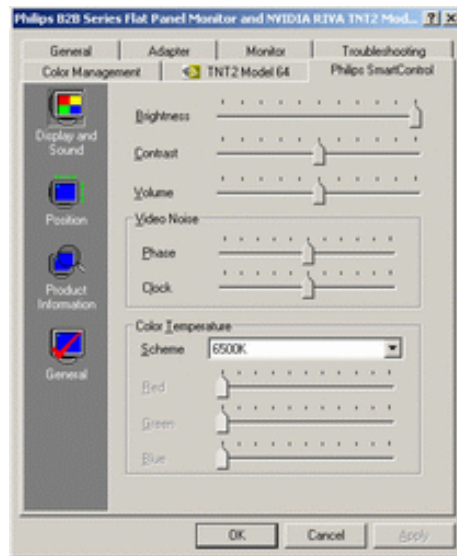 Philips B2B Series Flat Panel Monitor and NVIDIA RIVA TNT2 Mod...
General Adapter Monitor Troubleshooting
Color Management TNT2 Model 64 Philips SmartControl
Display and
Sound
Position
Product
Information
General
Brightness
Contrast
Volume
Video Noise
Phase
Clock
Color Temperature
Scheme 6500K
Red
Green
Blue
OK Cancel Apply